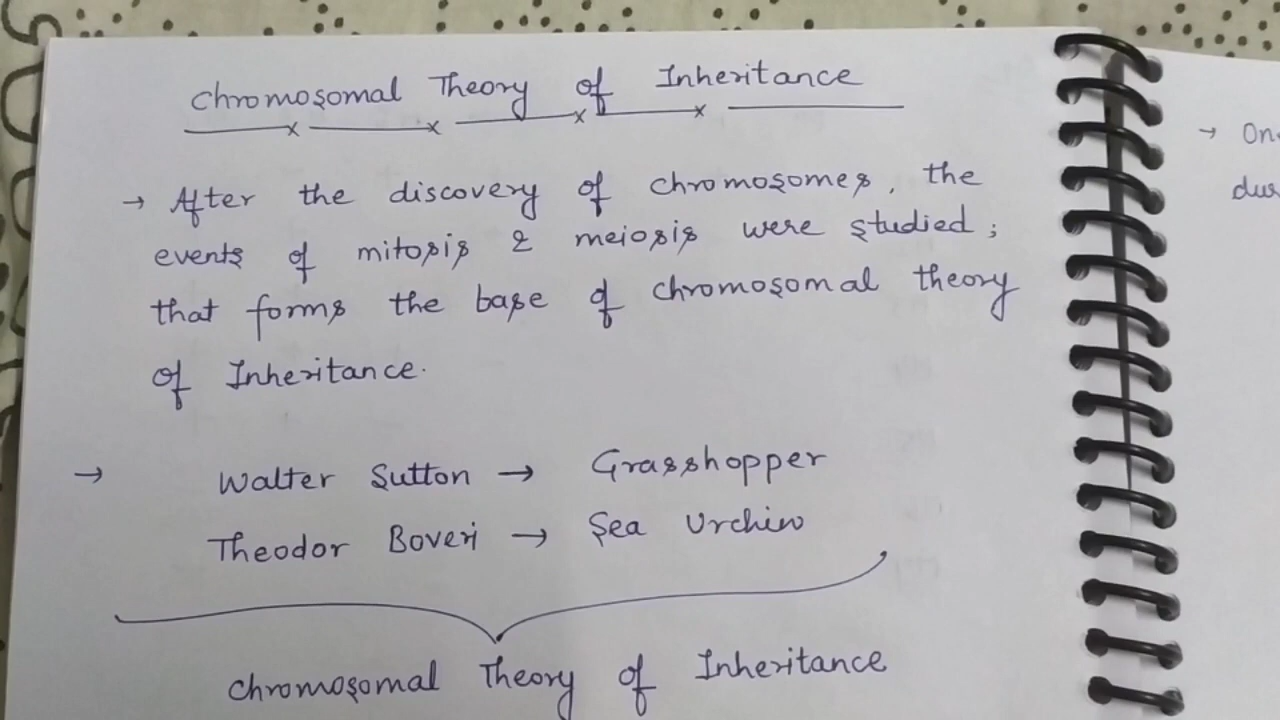 Chromosomal Theory of Inheritance
→ After the discovery of chromosomes, the
events of mitosis & meiosis were studied;
that forms the base of chromosomal theory
of Inheritance.
→ Walter Sutton → Grasshopper
Theodor Boveri → Sea Urchin
Chromosomal Theory of Inheritance
→ On